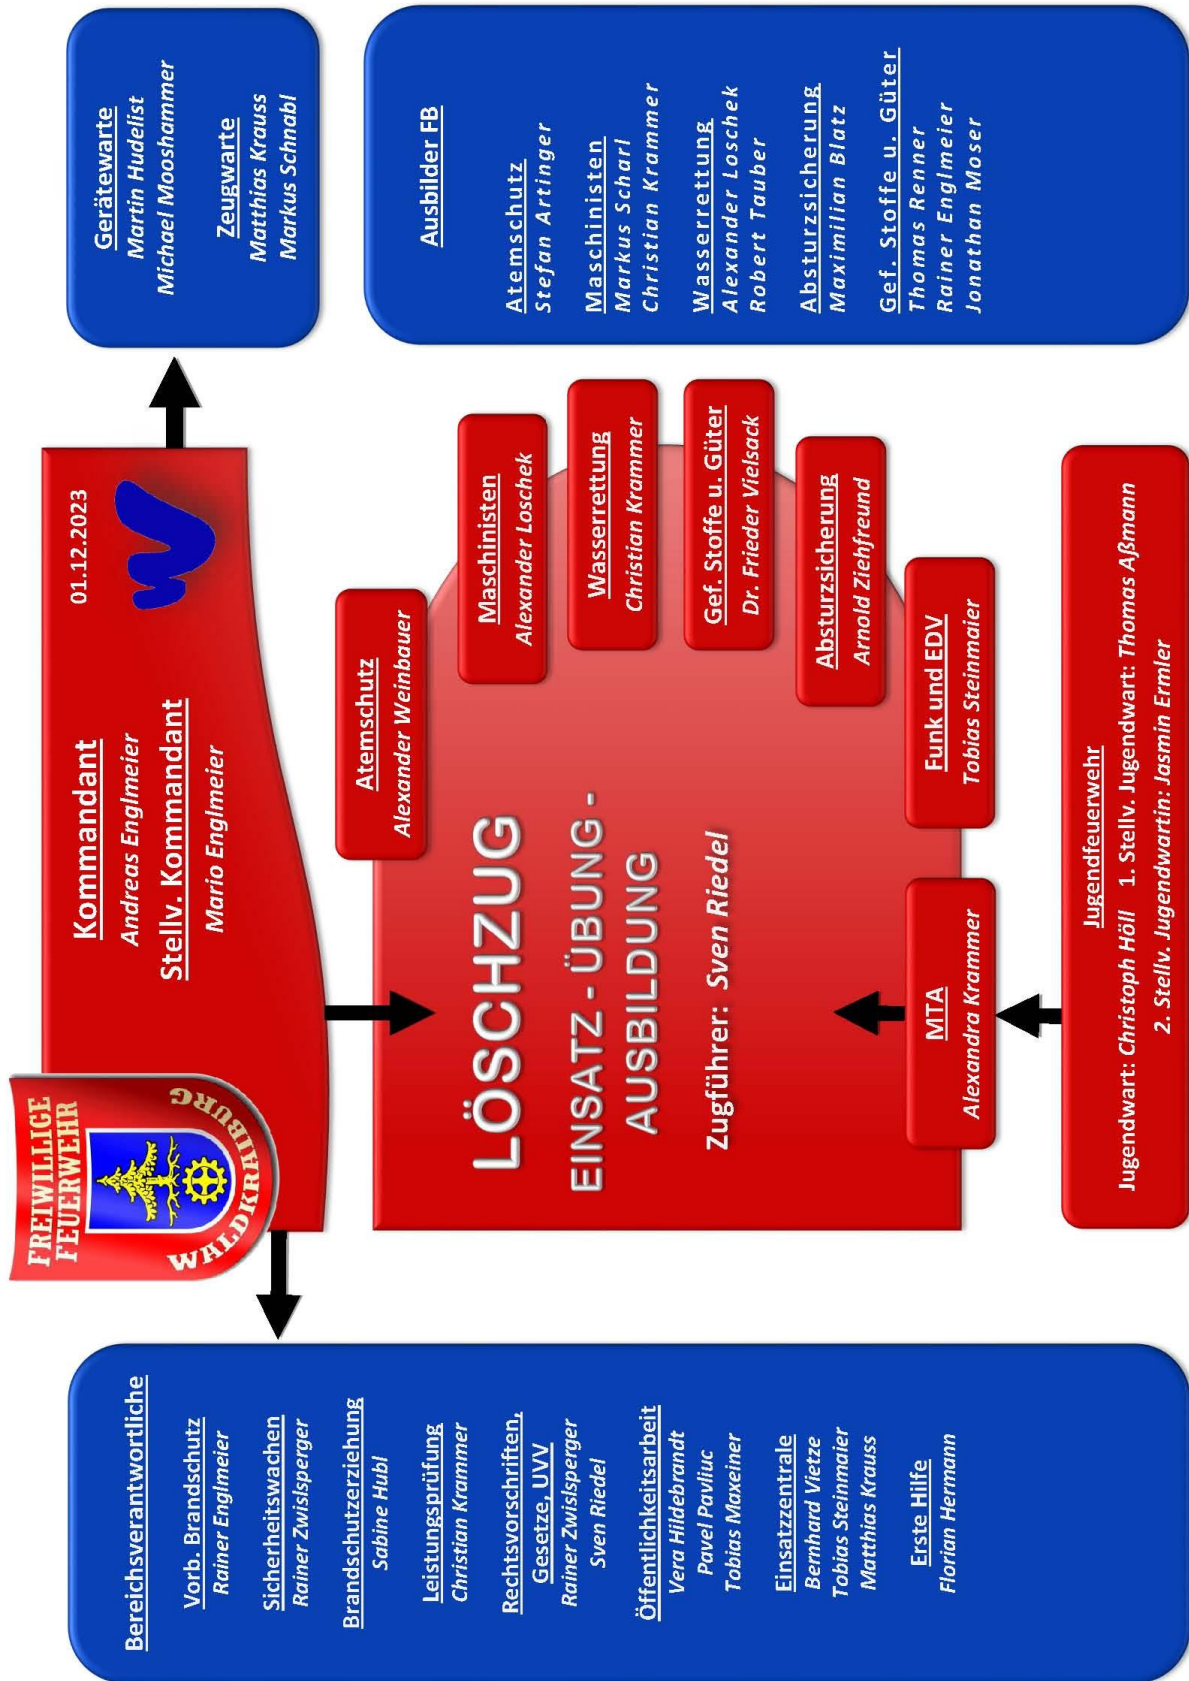 FREIWILLIGE
FEUERWEHR
WALDKRAIBURG
01.12.2023
Kommandant
Andreas Englmeier
Stellv. Kommandant
Mario Englmeier
Gerätewarte
Martin Hudelist
Michael Mooshammer
Zeugwarte
Matthias Krauss
Markus Schnabl
Bereichsverantwortliche
Vorb. Brandschutz
Rainer Englmeier
Sicherheitswachen
Rainer Zwislsperger
Brandschutzerziehung
Sabine Hubl
Leistungsprüfung
Christian Krammer
Rechtsvorschriften,
Gesetze, UVV
Rainer Zwislsperger
Sven Riedel
Öffentlichkeitsarbeit
Vera Hildebrandt
Pavel Pavliuc
Tobias Maxeiner
Einsatzzentrale
Bernhard Vietze
Tobias Steinmaier
Matthias Krauss
Erste Hilfe
Florian Hermann
LÖSCHZUG
EINSATZ - ÜBUNG -
AUSBILDUNG
Zugführer: Sven Riedel
Atemschutz
Alexander Weinbauer
Maschinisten
Alexander Loschek
Wasserrettung
Christian Krammer
Gef. Stoffe u. Güter
Dr. Frieder Vielsack
Absturzsicherung
Arnold Ziehfreund
Funk und EDV
Tobias Steinmaier
MTA
Alexandra Krammer
Jugendfeuerwehr
Jugendwart: Christoph Höll 1. Stellv. Jugendwart: Thomas Aßmann
2. Stellv. Jugendwartin: Jasmin Ermler
Ausbilder FB
Atemschutz
Stefan Artinger
Maschinisten
Markus Scharl
Christian Krammer
Wasserrettung
Alexander Loschek
Robert Tauber
Absturzsicherung
Maximilian Blatz
Gef. Stoffe u. Güter
Thomas Renner
Rainer Englmeier
Jonathan Moser